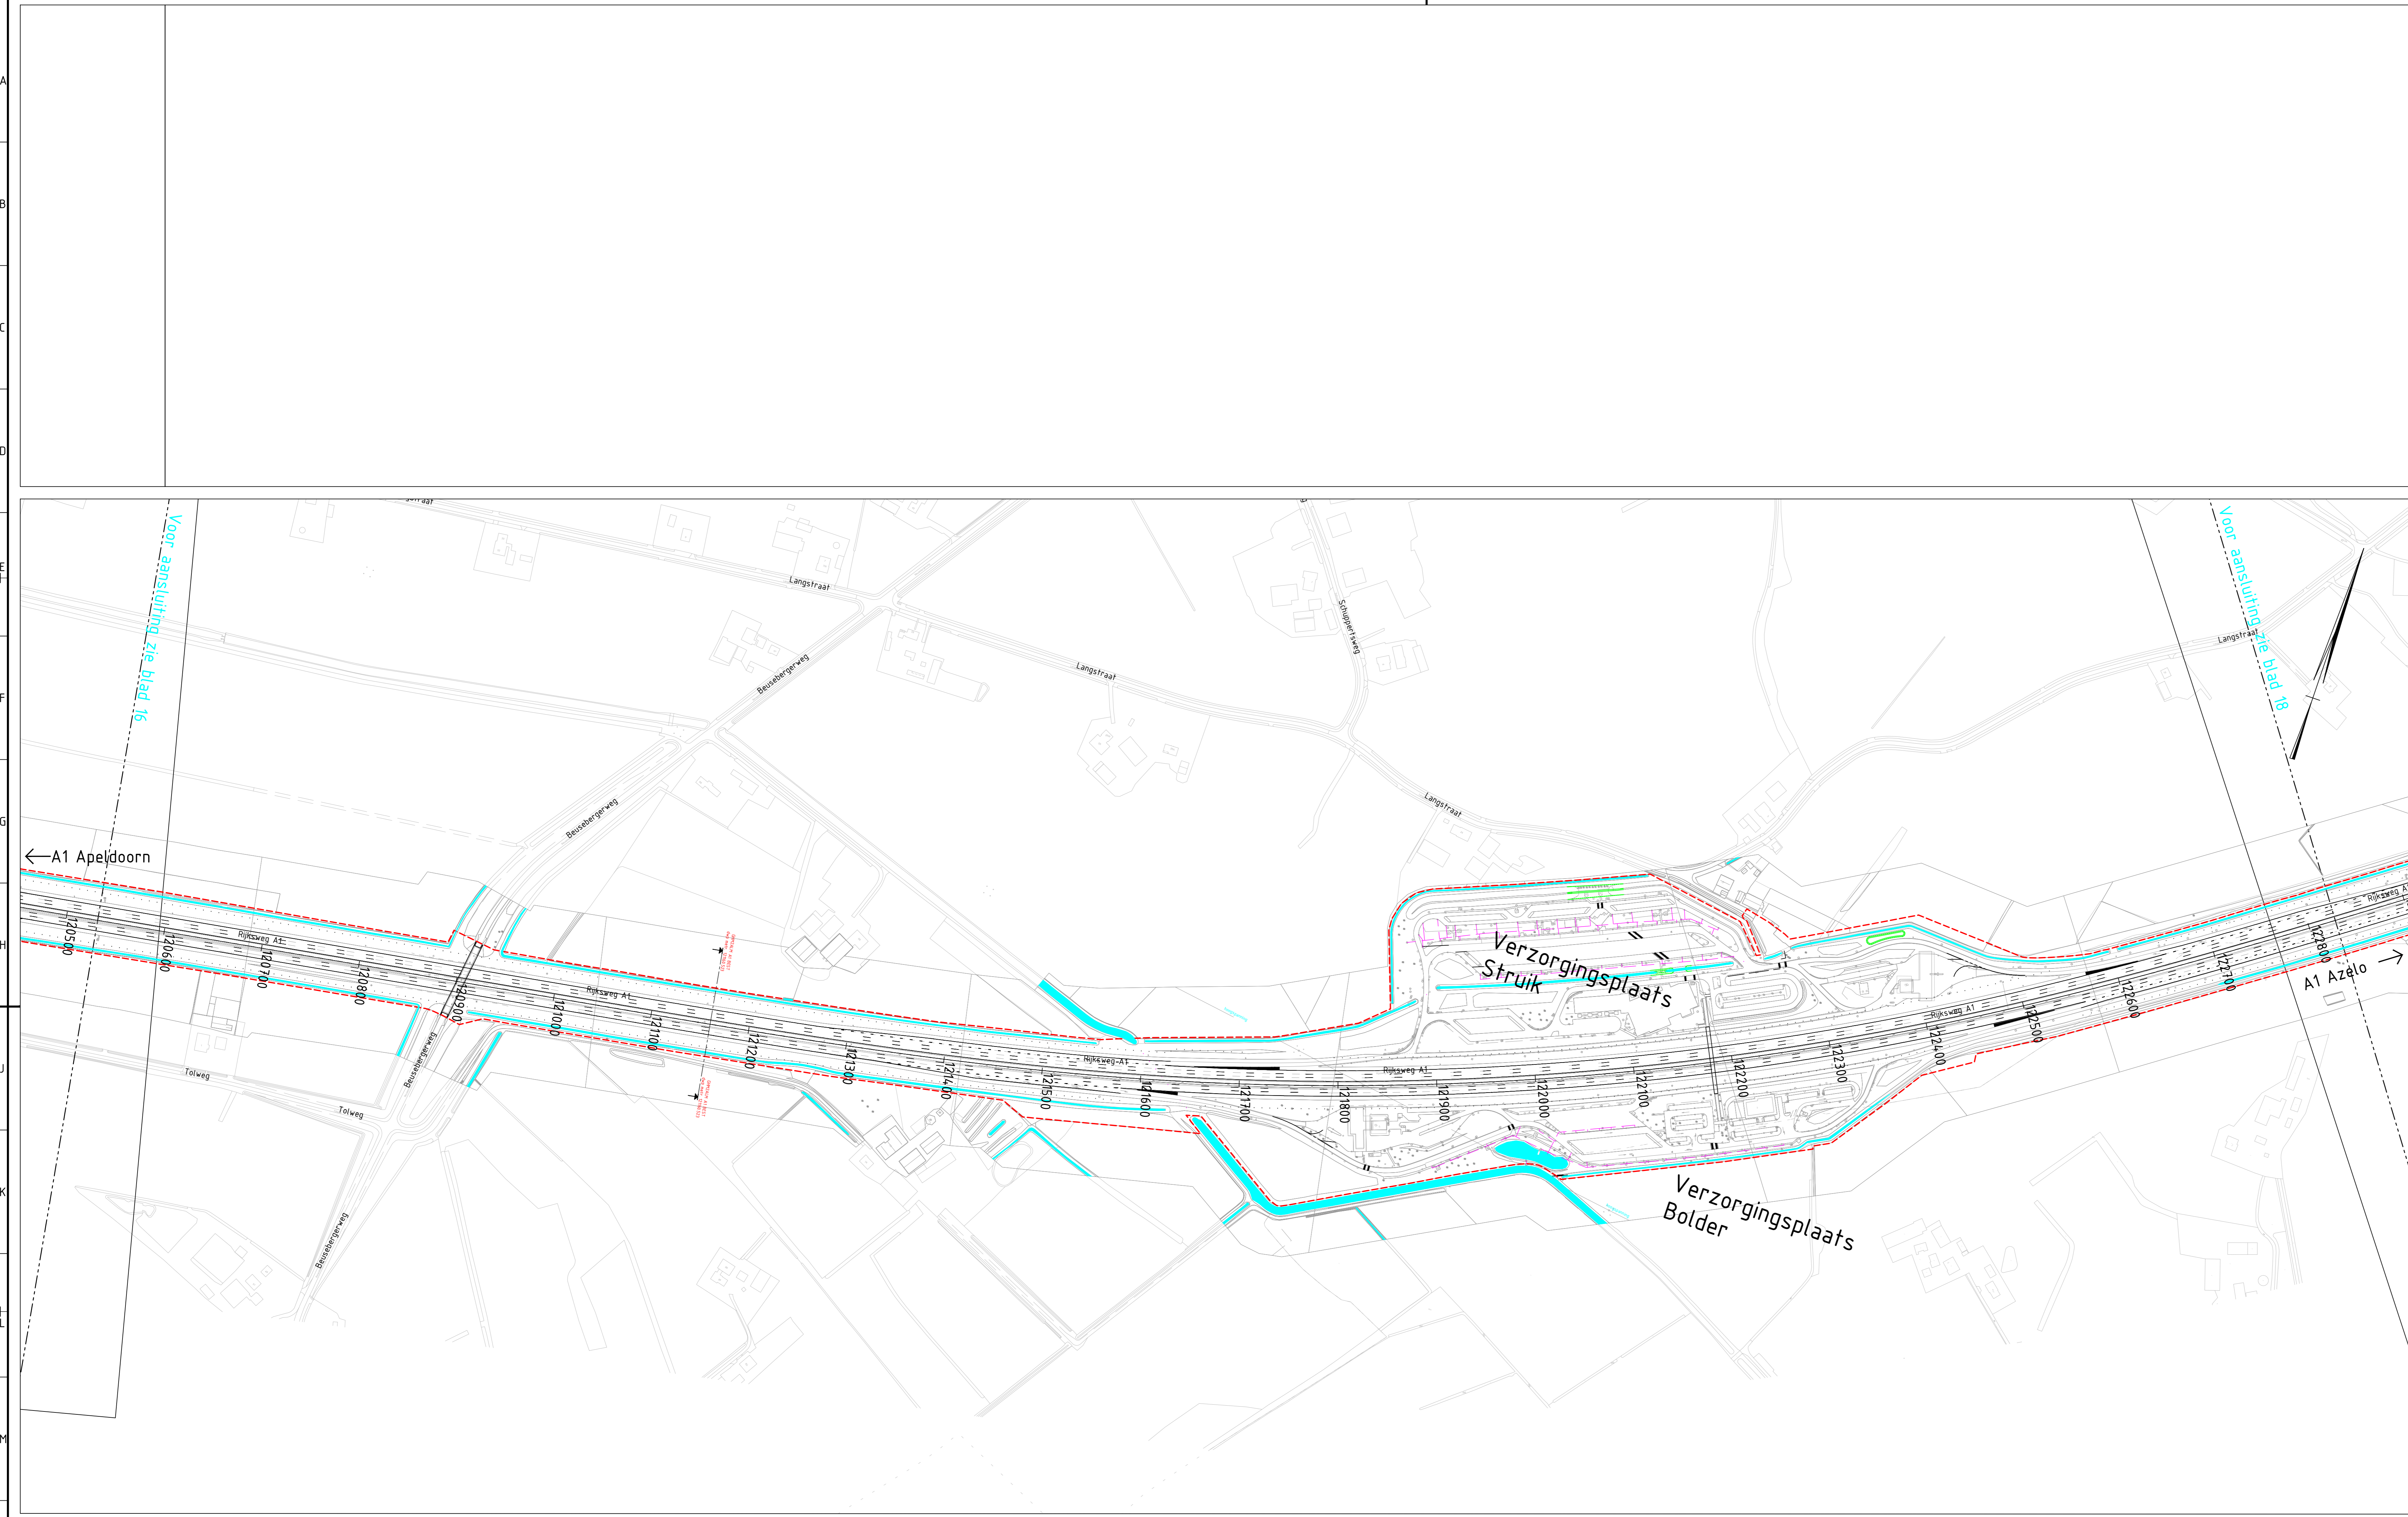 A
B
C
D
E
F
G
H
J
K
L
M
Voor aansluiting zie blad 16
Voor aansluiting zie blad 18
Langstraat
Langstraat
Langstraat
Langstraat
Schuppertsweg
Beusebergerweg
Beusebergerweg
Beusebergerweg
Beusebergerweg
Tolweg
Tolweg
A1 Apeldoorn
A1 Azelo
Rijksweg A1
Rijksweg A1
Rijksweg A1
Rijksweg A1
Rijksweg A1
120500
120600
120700
120800
120900
121000
121100
121200
121300
121400
121500
121600
121700
121800
121900
122000
122100
122200
122300
122400
122500
122600
122700
122800
Verzorgingsplaats
Struik
Verzorgingsplaats
Bolder